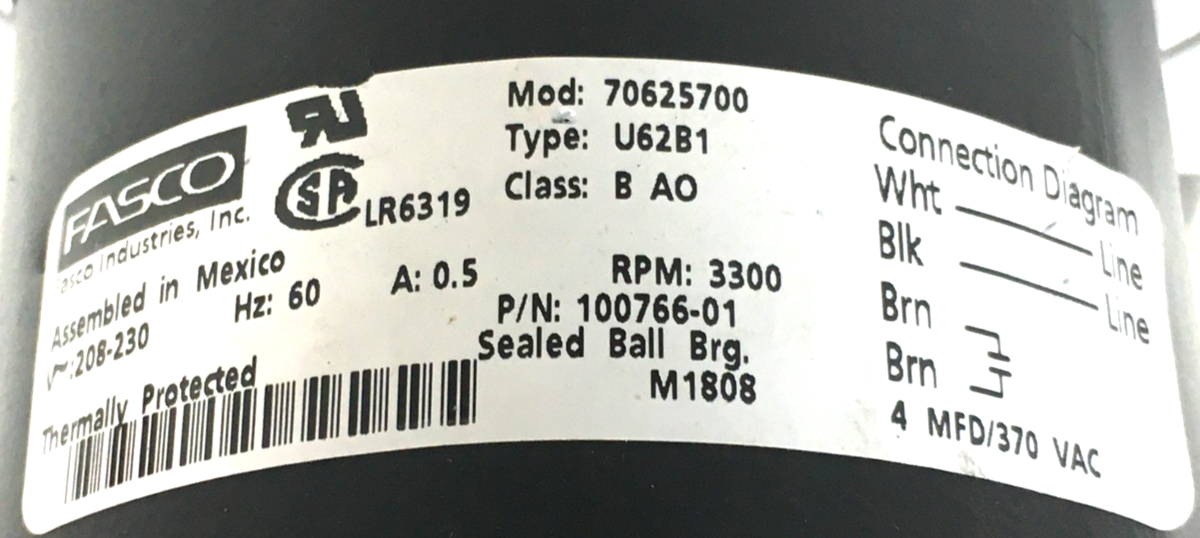 FASCO
Fasco Industries, Inc.
Assembled in Mexico
V~:208-230 Hz: 60 A: 0.5
Thermally Protected
LR6319
Mod: 70625700
Type: U62B1
Class: B AO
RPM: 3300
P/N: 100766-01
Sealed Ball Brg.
M1808
Connection Diagram
Wht Line
Blk Line
Brn
Brn
4 MFD/370 VAC